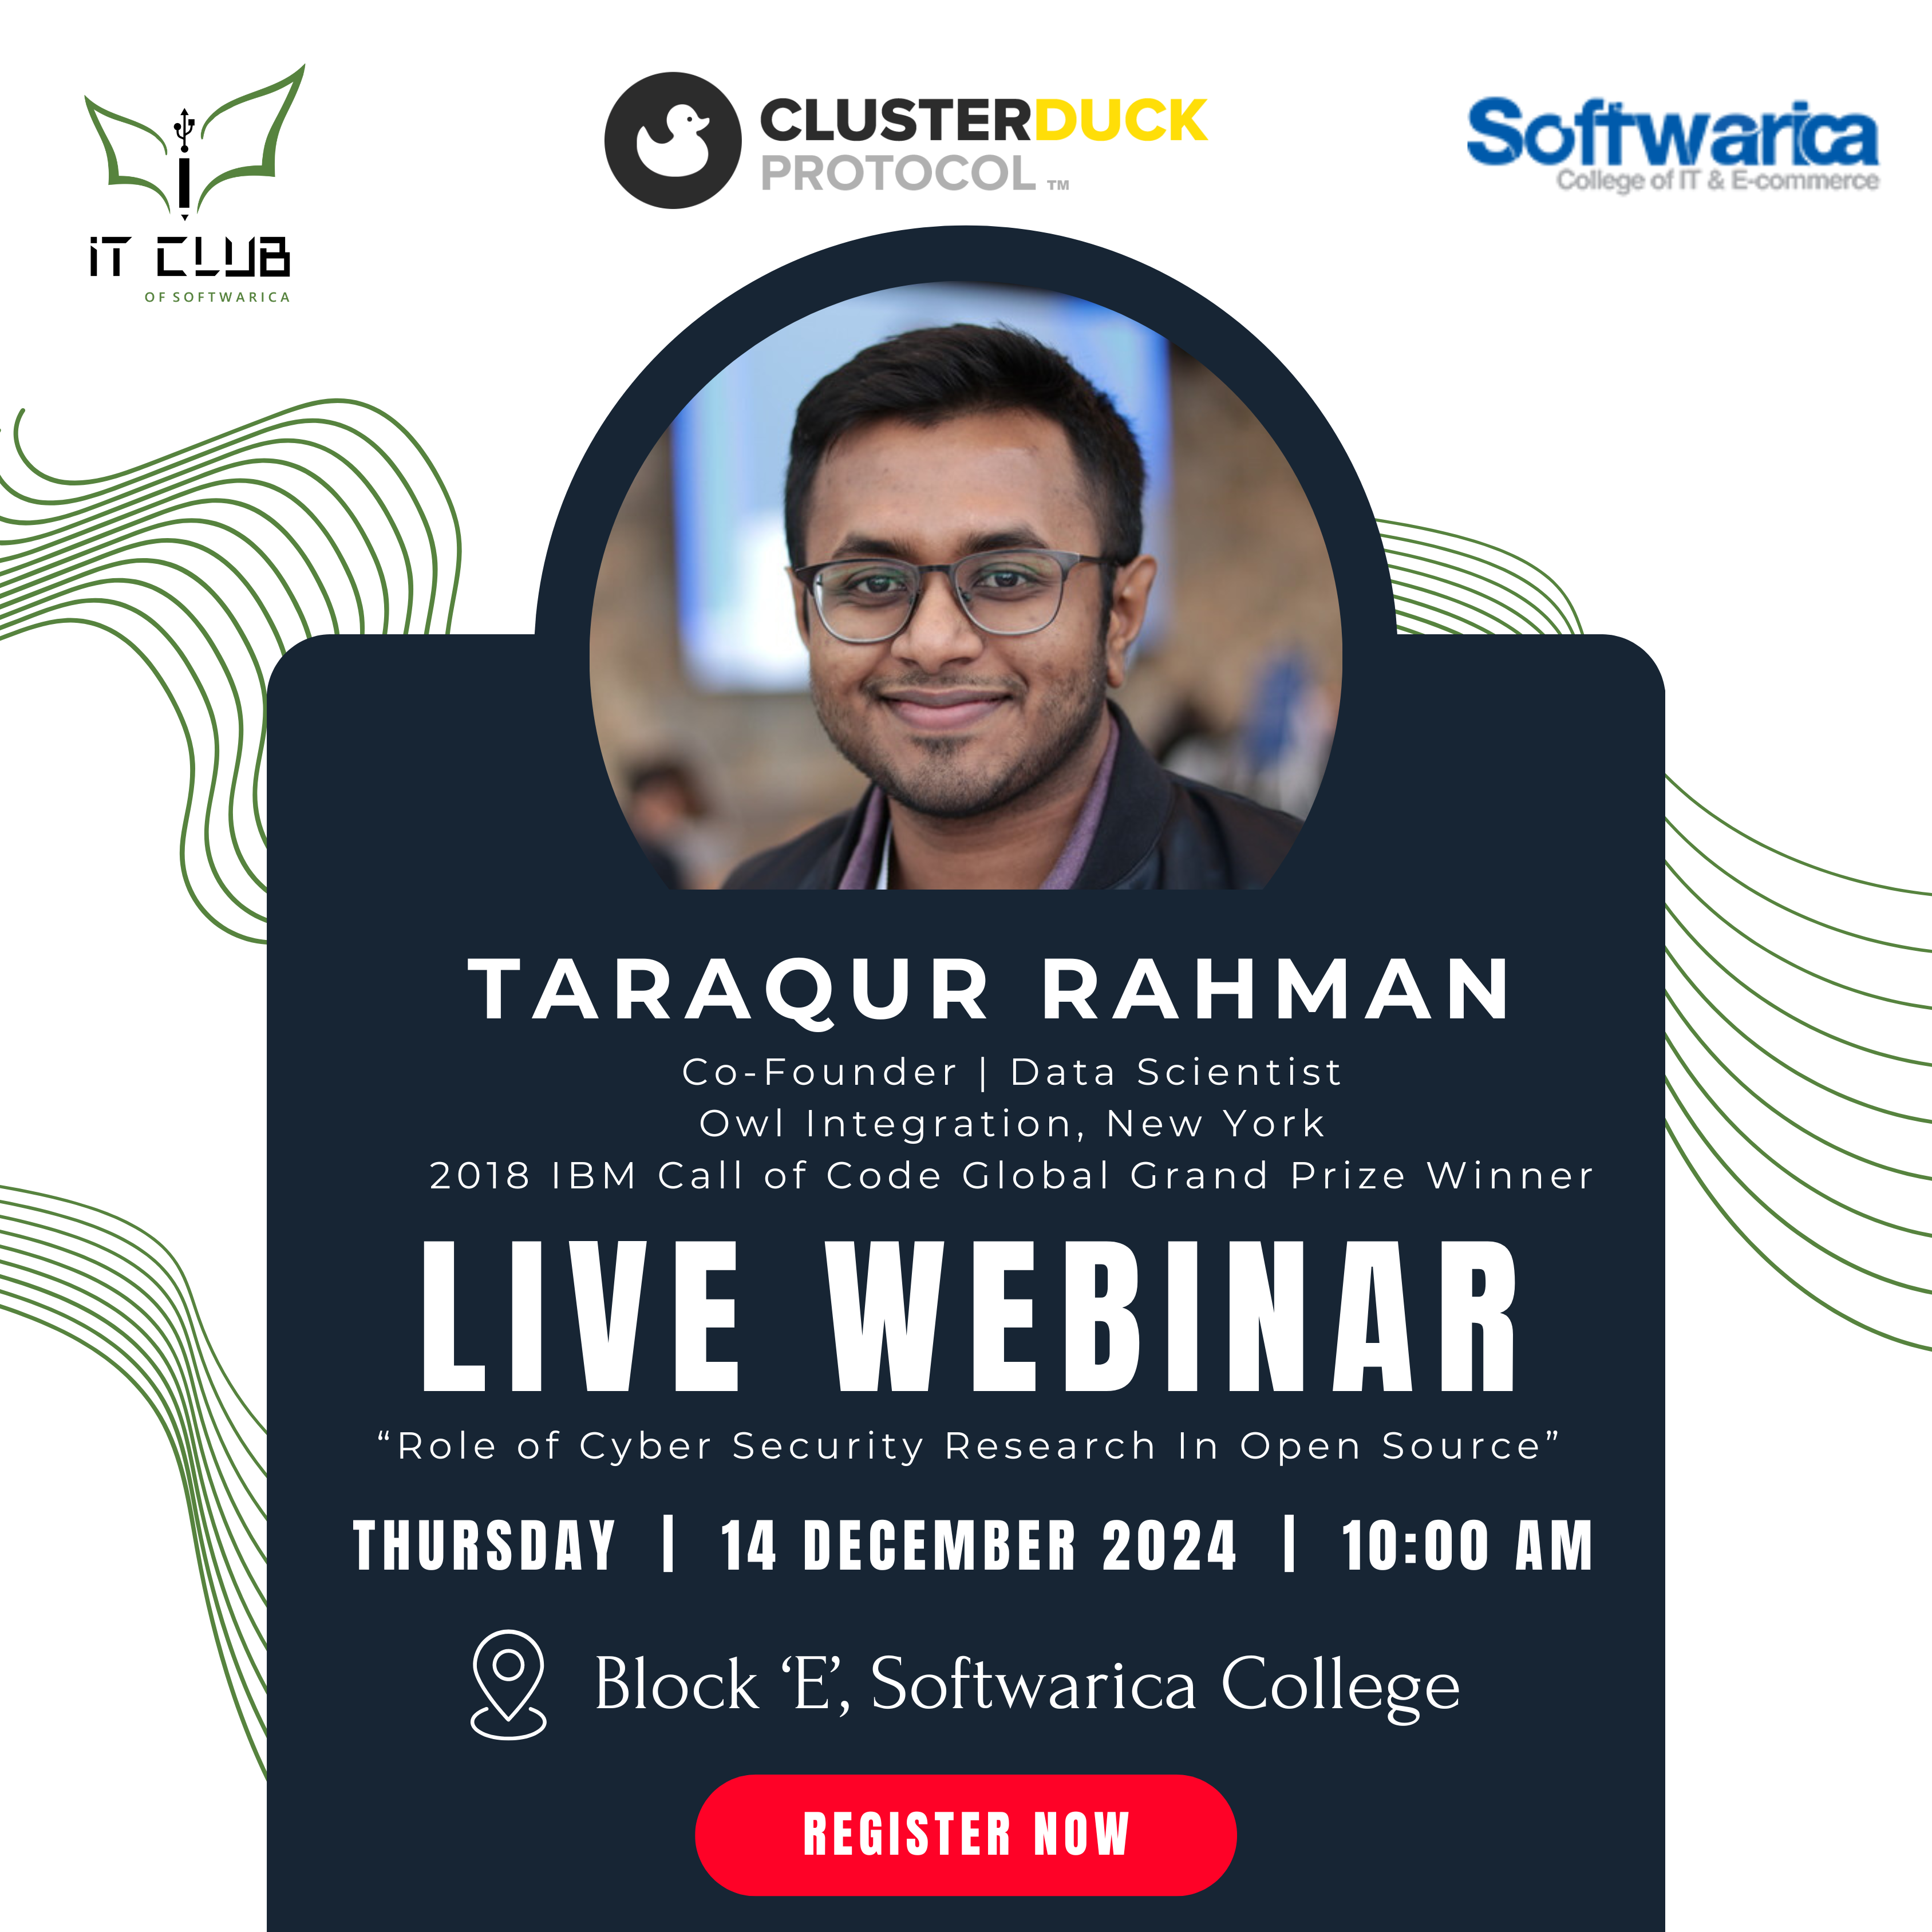 iT CLUB
OF SOFTWARICA
CLUSTERDUCK
PROTOCOL ™
Softwarica
College of IT & E-commerce
TARAQUR RAHMAN
Co-Founder | Data Scientist
Owl Integration, New York
2018 IBM Call of Code Global Grand Prize Winner
LIVE WEBINAR
“Role of Cyber Security Research In Open Source”
THURSDAY | 14 DECEMBER 2024 | 10:00 AM
Block ‘E’, Softwarica College
REGISTER NOW